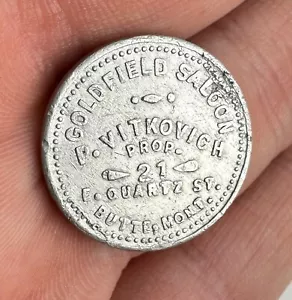 GOLDFIELD SALOON
P. VITKOVICH
PROP.
21
E. QUARTZ ST.
BUTTE, MONT.